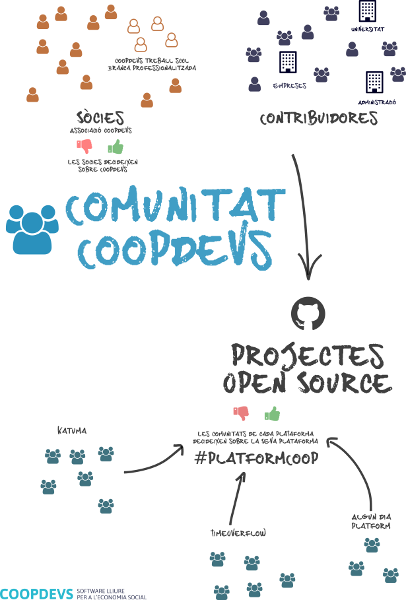 UNIVERSITAT
COOPDEVS TREBALL SCCL
BRANCA PROFESSIONALITZADA
EMPRESES
ADMINISTRACIÓ
SÒCIES
ASSOCIACIÓ COOPDEVS
CONTRIBUIDORES
LES SÒCIES DECIDEIXEN
SOBRE COOPDEVS
COMUNITAT
COOPDEVS
PROJECTES
OPEN SOURCE
LES COMUNITATS DE CADA PLATAFORMA
DECIDEIXEN SOBRE LA SEVA PLATAFORMA
#PLATFORMCOOP
KATUMA
TIMEOVERFLOW
ALGUN DIA
PLATFORM
COOPDEVS
SOFTWARE LLIURE
PER A L'ECONOMIA SOCIAL